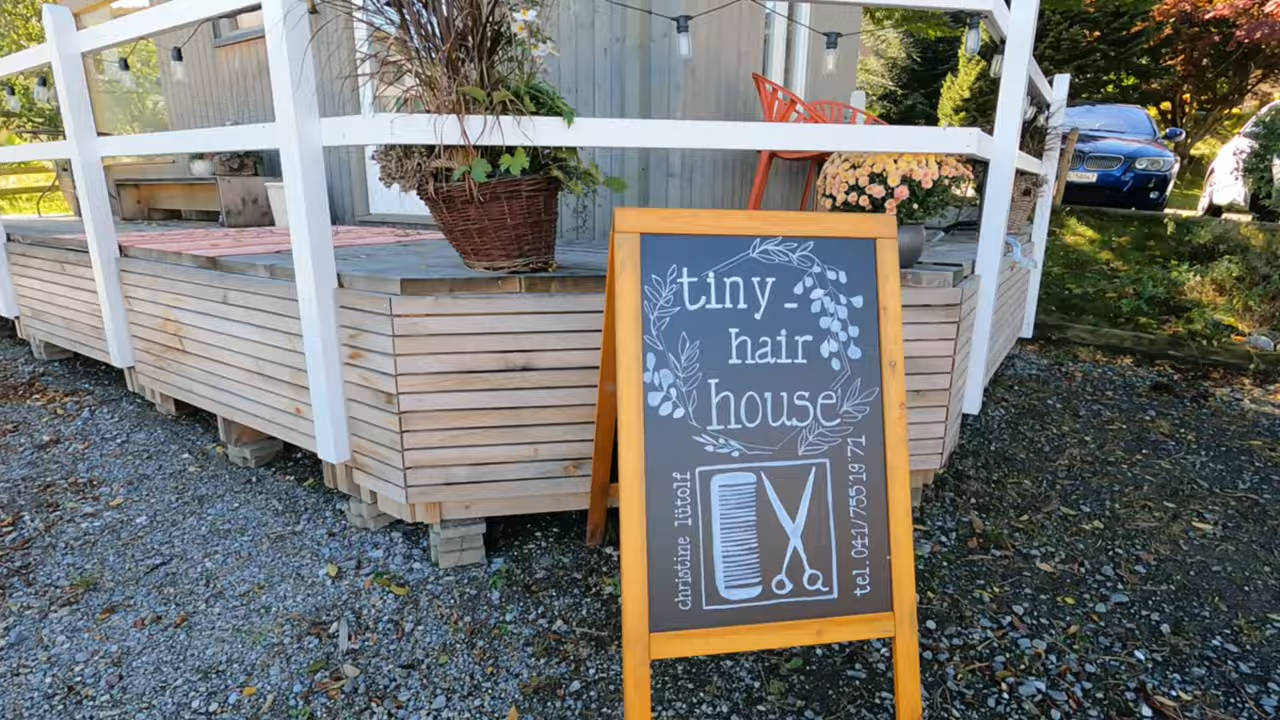 tiny-
hair
house
christine lütolf
tel. 041/755'19'71